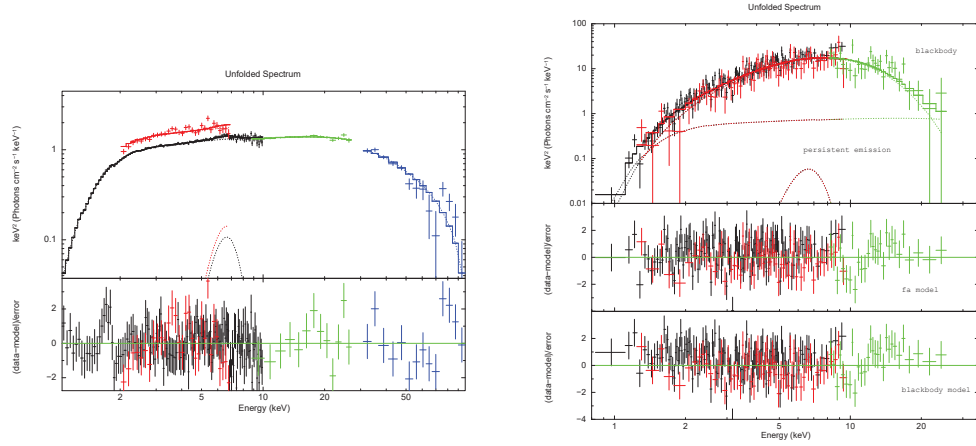 Unfolded Spectrum
keV² (Photons cm⁻² s⁻¹ keV⁻¹)
1
0.1
(data−model)/error
2
0
−2
2
5
10
20
50
Energy (keV)
Unfolded Spectrum
keV² (Photons cm⁻² s⁻¹ keV⁻¹)
100
10
1
0.1
0.01
blackbody
persistent emission
(data−model)/error
2
0
−2
fa model
(data−model)/error
4
2
0
−2
−4
blackbody model
1
2
5
10
20
Energy (keV)